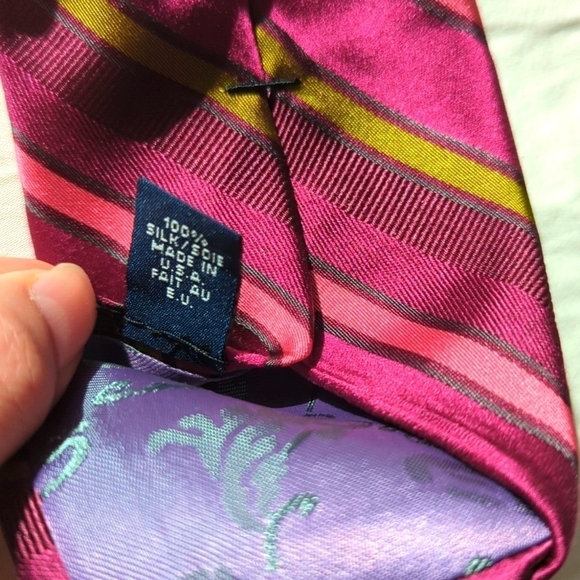 100%
SILK/SOIE
MADE IN
U.S.A.
FAIT AU
E.U.